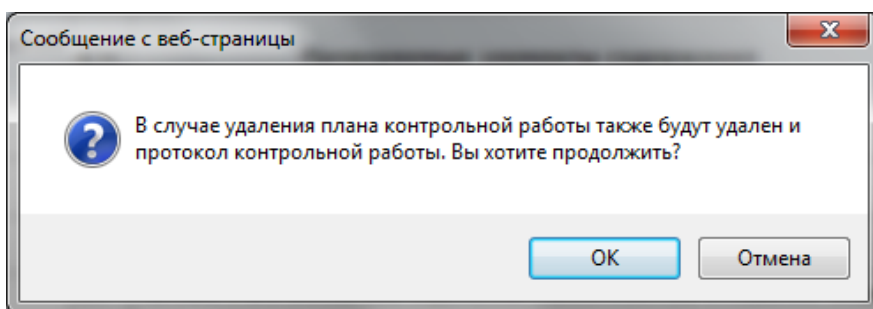 Сообщение с веб-страницы
В случае удаления плана контрольной работы также будут удален и
протокол контрольной работы. Вы хотите продолжить?
OK
Отмена